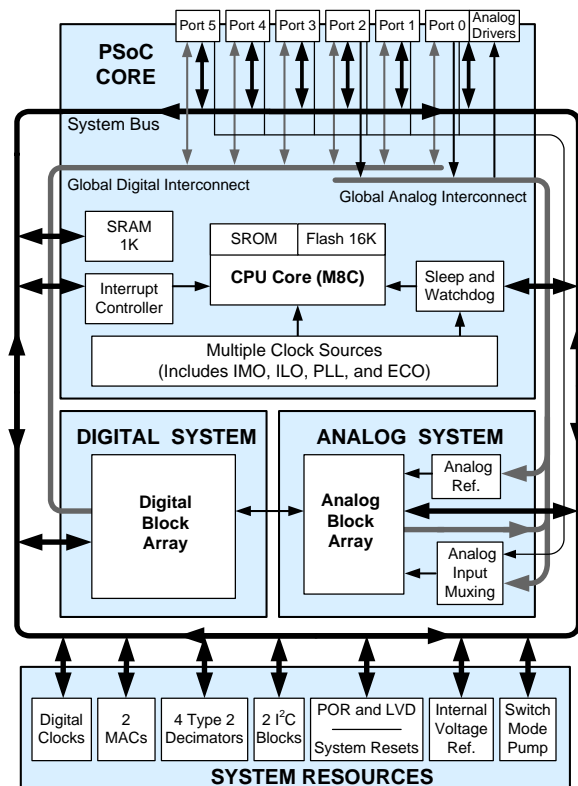 Port 5 Port 4 Port 3 Port 2 Port 1 Port 0 Analog
Drivers
PSoC
CORE
System Bus
Global Digital Interconnect
Global Analog Interconnect
SRAM
1K
SROM Flash 16K
CPU Core (M8C)
Interrupt
Controller
Sleep and
Watchdog
Multiple Clock Sources
(Includes IMO, ILO, PLL, and ECO)
DIGITAL SYSTEM
Digital
Block
Array
ANALOG SYSTEM
Analog
Block
Array
Analog
Ref.
Analog
Input
Muxing
Digital
Clocks
2
MACs
4 Type 2
Decimators
2 I²C
Blocks
POR and LVD
System Resets
Internal
Voltage
Ref.
Switch
Mode
Pump
SYSTEM RESOURCES